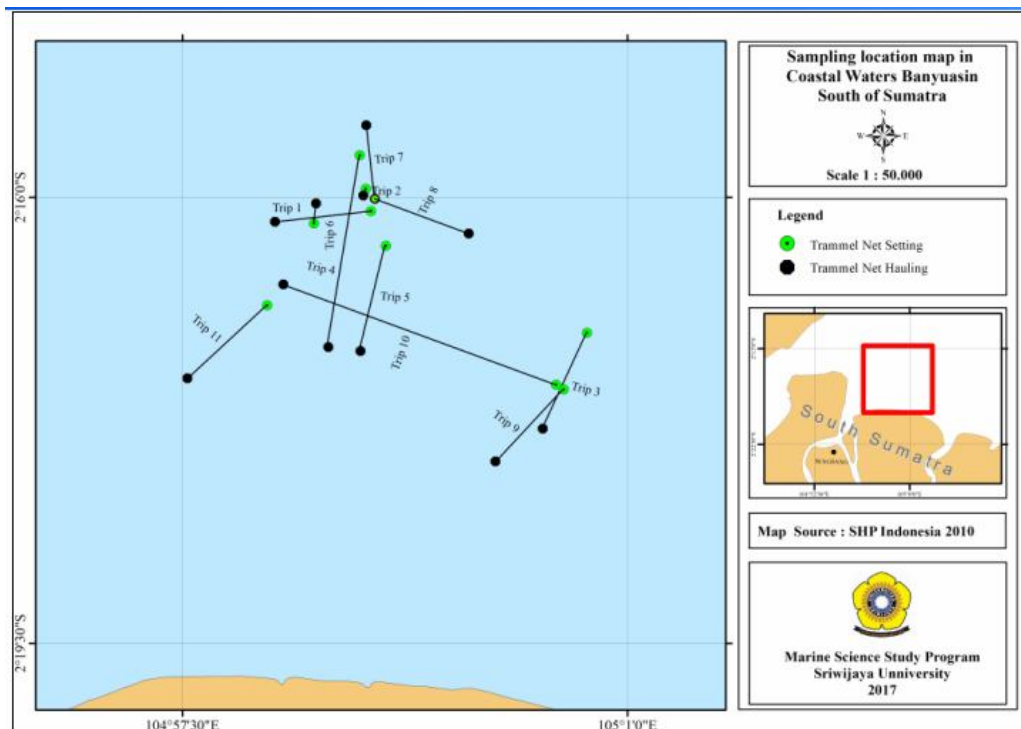 Sampling location map in
Coastal Waters Banyuasin
South of Sumatra
N
W E
S
Scale 1 : 50.000
Legend
Trammel Net Setting
Trammel Net Hauling
South Sumatra
Map Source : SHP Indonesia 2010
Marine Science Study Program
Sriwijaya Unniversity
2017
Trip 7
Trip 2
Trip 8
Trip 1
Trip 6
Trip 4
Trip 5
Trip 11
Trip 10
Trip 3
Trip 9
2°16'0"S
2°19'30"S
104°57'30"E
105°1'0"E